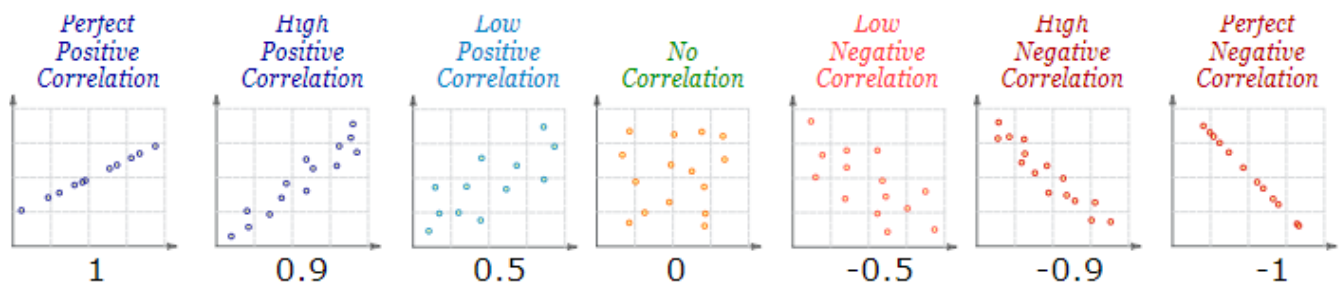 Perfect
Positive
Correlation
High
Positive
Correlation
Low
Positive
Correlation
No
Correlation
Low
Negative
Correlation
High
Negative
Correlation
Perfect
Negative
Correlation
1
0.9
0.5
0
-0.5
-0.9
-1